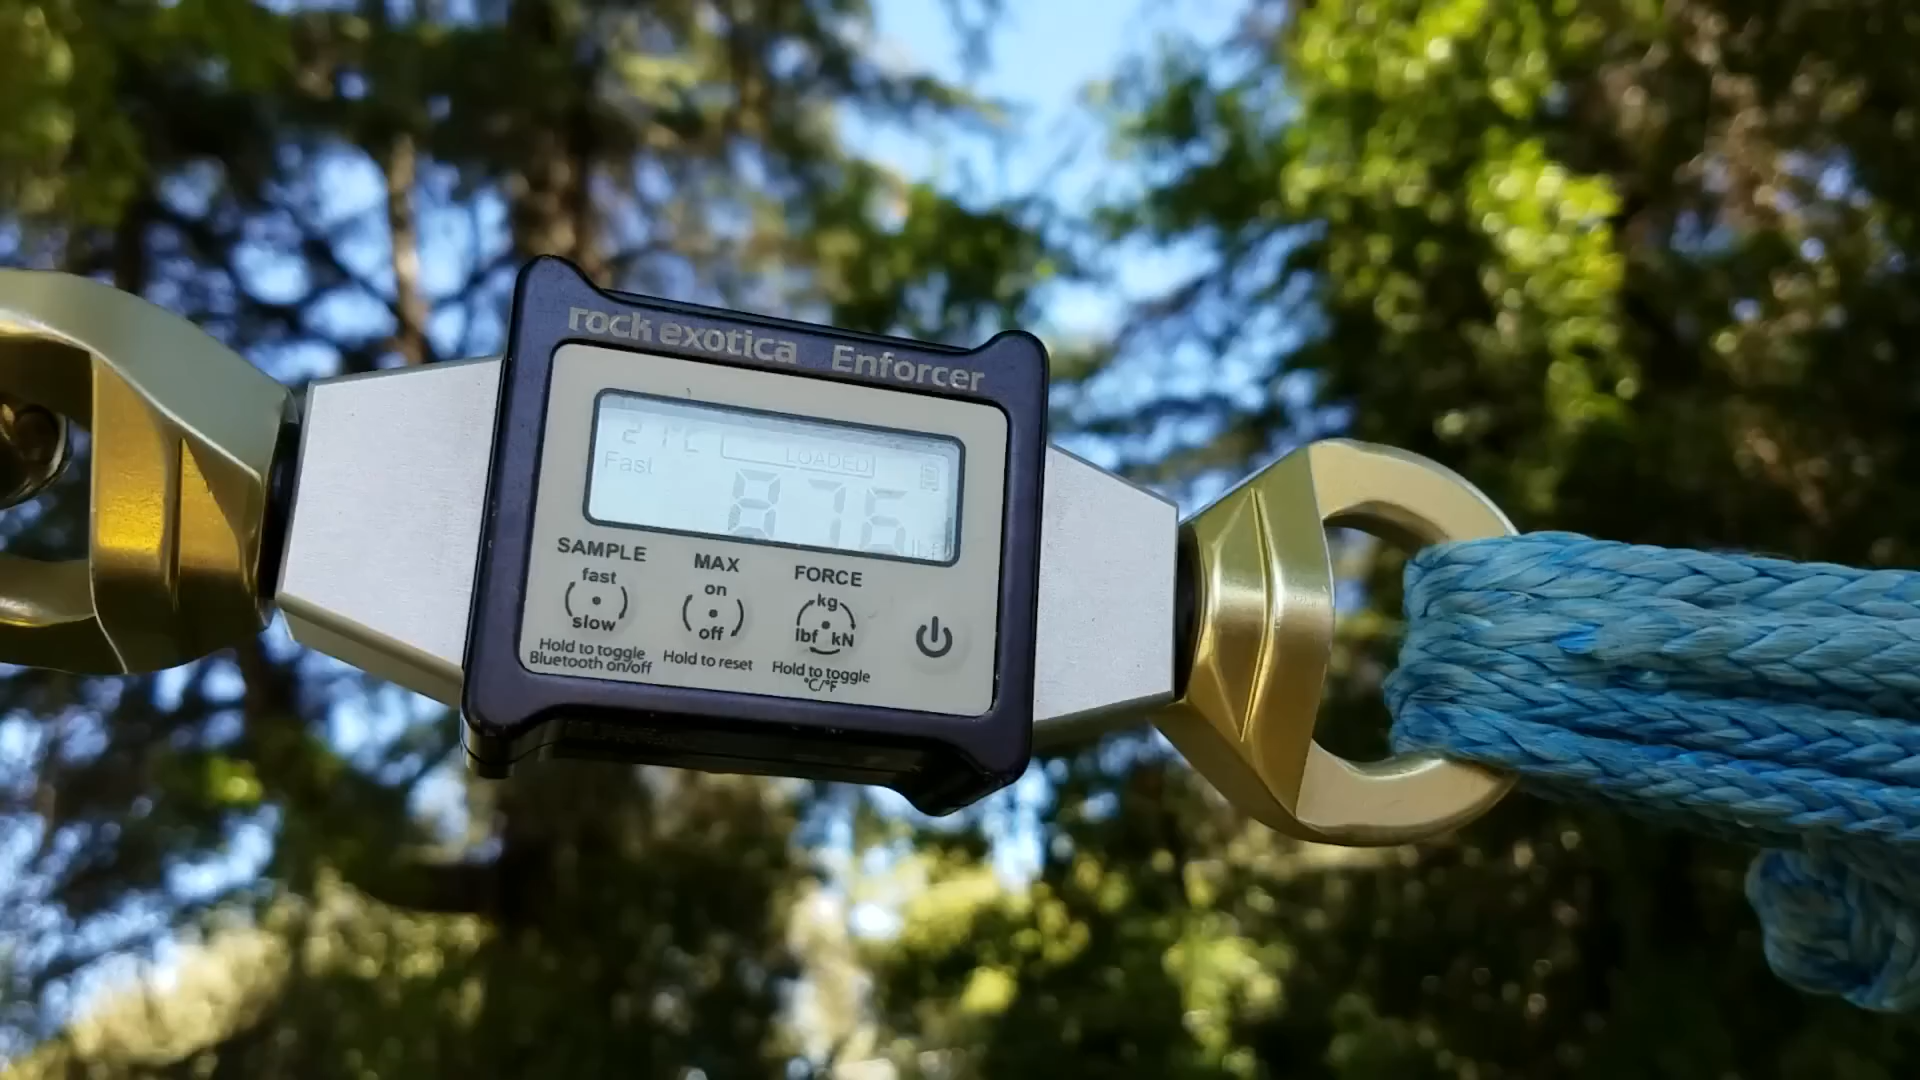 rock exotica Enforcer
21°C LOADED
Fast
876
lbf
SAMPLE
fast
slow
Hold to toggle
Bluetooth on/off
MAX
on
off
Hold to reset
FORCE
kg
lbf kN
Hold to toggle
°C/°F